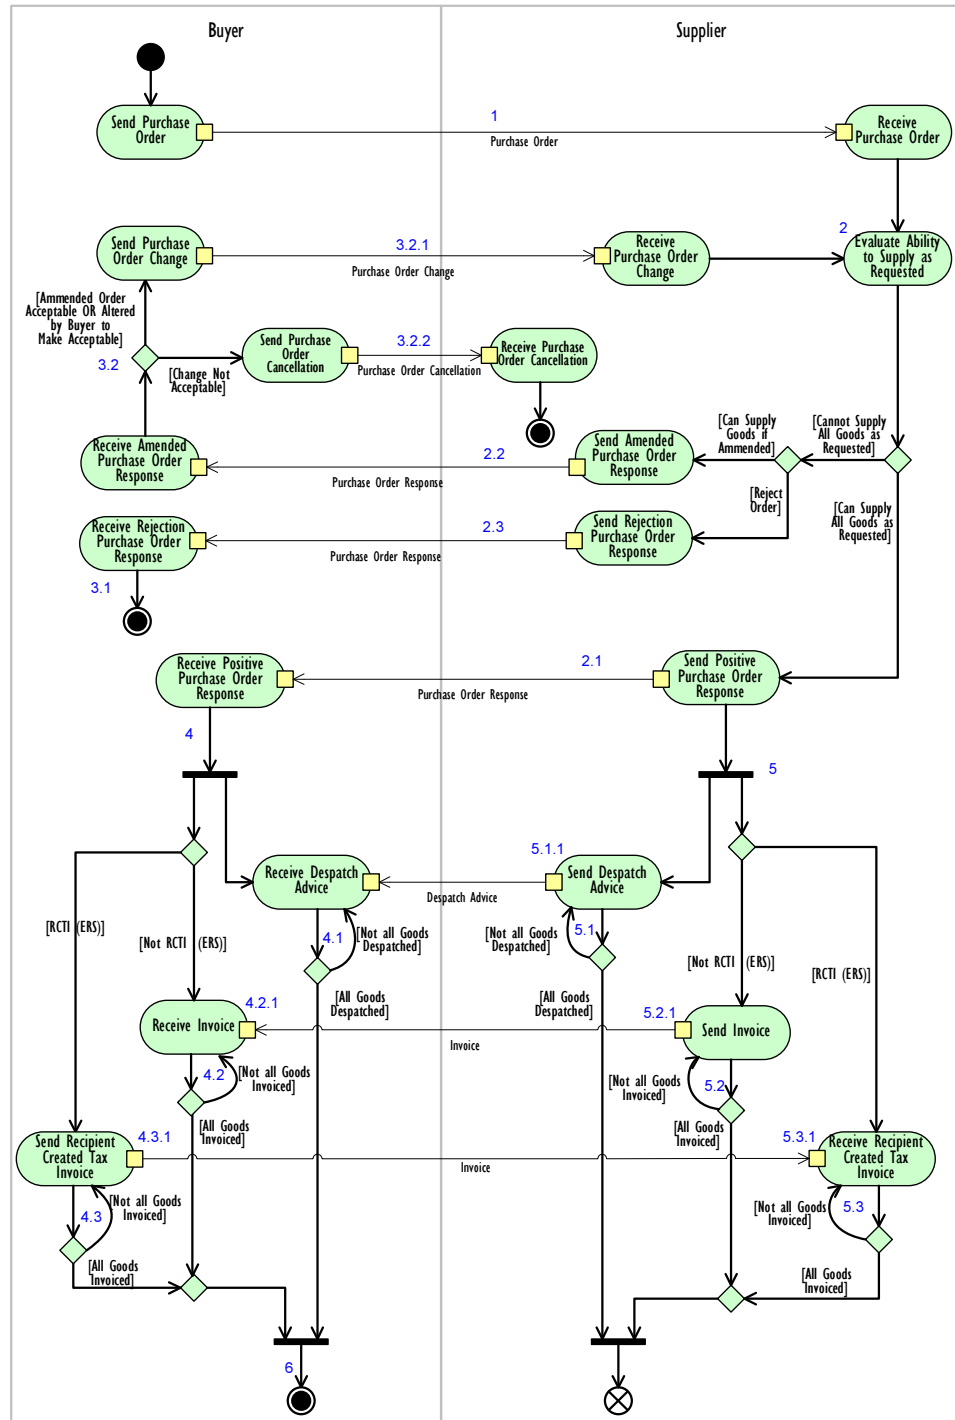 Buyer
Supplier
Send Purchase
Order
1
Purchase Order
Receive
Purchase Order
Send Purchase
Order Change
3.2.1
Purchase Order Change
Receive
Purchase Order
Change
2
Evaluate Ability
to Supply as
Requested
[Ammended Order
Acceptable OR Altered
by Buyer to
Make Acceptable]
3.2
[Change Not
Acceptable]
Send Purchase
Order
Cancellation
3.2.2
Purchase Order Cancellation
Receive Purchase
Order Cancellation
Receive Amended
Purchase Order
Response
2.2
Purchase Order Response
Send Amended
Purchase Order
Response
[Can Supply
Goods if
Ammended]
[Cannot Supply
All Goods as
Requested]
[Reject
Order]
[Can Supply
All Goods as
Requested]
Receive Rejection
Purchase Order
Response
2.3
Purchase Order Response
Send Rejection
Purchase Order
Response
3.1
Receive Positive
Purchase Order
Response
2.1
Purchase Order Response
Send Positive
Purchase Order
Response
4
5
Receive Despatch
Advice
5.1.1
Despatch Advice
Send Despatch
Advice
[RCTI (ERS)]
[Not RCTI (ERS)]
4.1
[Not all Goods
Despatched]
[All Goods
Despatched]
[Not all Goods
Despatched]
5.1
[All Goods
Despatched]
[Not RCTI (ERS)]
[RCTI (ERS)]
Receive Invoice
4.2.1
Invoice
5.2.1
Send Invoice
4.2
[Not all Goods
Invoiced]
[All Goods
Invoiced]
[Not all Goods
Invoiced]
5.2
[All Goods
Invoiced]
Send Recipient
Created Tax
Invoice
4.3.1
Invoice
5.3.1
Receive Recipient
Created Tax
Invoice
4.3
[Not all Goods
Invoiced]
[All Goods
Invoiced]
[Not all Goods
Invoiced]
5.3
[All Goods
Invoiced]
6